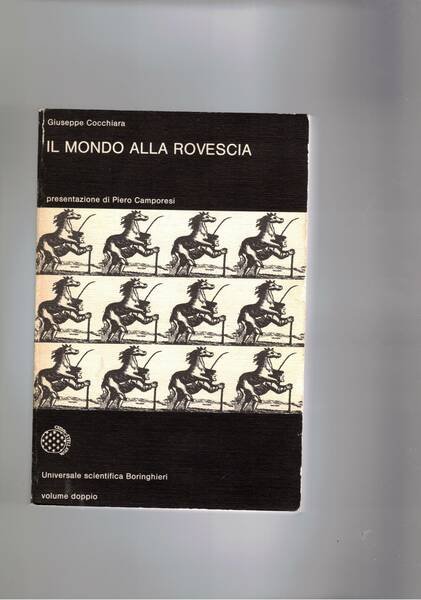 Giuseppe Cocchiara
IL MONDO ALLA ROVESCIA
presentazione di Piero Camporesi
Universale scientifica Boringhieri
volume doppio